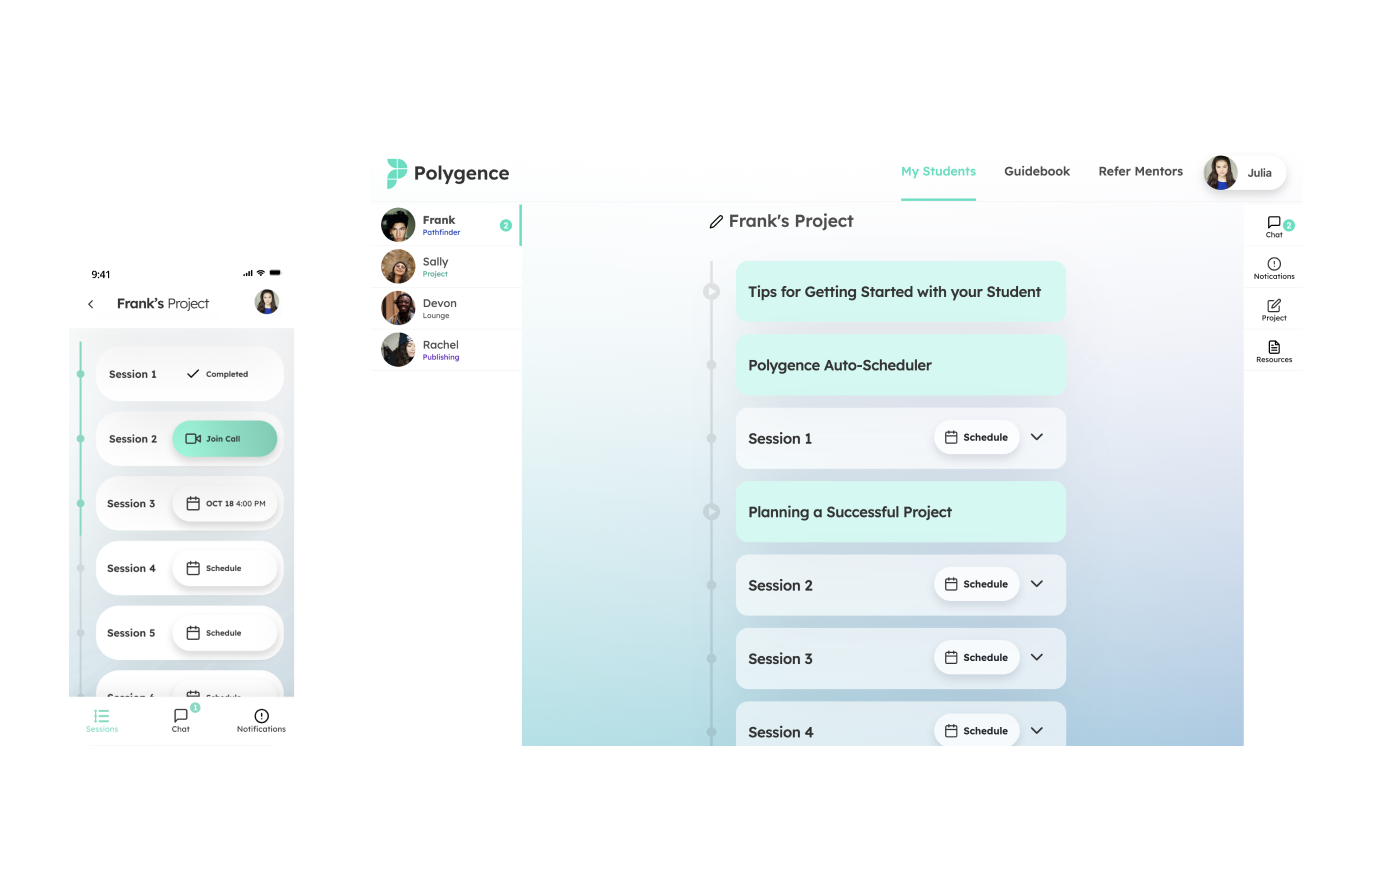 9:41
Frank's Project
Session 1
Completed
Session 2
Join Call
Session 3
OCT 18 4:00 PM
Session 4
Schedule
Session 5
Schedule
Schedule
Sessions
1
Chat
Notifications
Polygence
My Students
Guidebook
Refer Mentors
Julia
Frank
Pathfinder
2
Sally
Project
Devon
Lounge
Rachel
Publishing
Frank's Project
Tips for Getting Started with your Student
Polygence Auto-Scheduler
Session 1
Schedule
Planning a Successful Project
Session 2
Schedule
Session 3
Schedule
Session 4
Schedule
2
Chat
Notications
Project
Resources